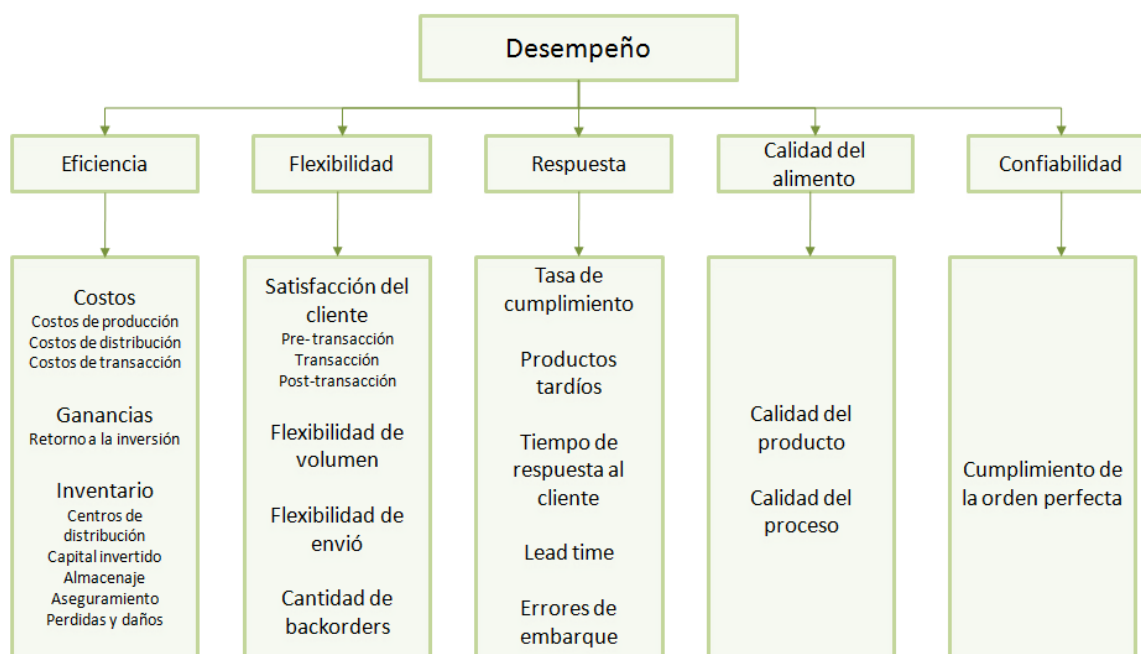 Desempeño
Eficiencia
Flexibilidad
Respuesta
Calidad del
alimento
Confiabilidad
Costos
Costos de producción
Costos de distribución
Costos de transacción
Ganancias
Retorno a la inversión
Inventario
Centros de
distribución
Capital invertido
Almacenaje
Aseguramiento
Perdidas y daños
Satisfacción del
cliente
Pre- transacción
Transacción
Post-transacción
Flexibilidad de
volumen
Flexibilidad de
envió
Cantidad de
backorders
Tasa de
cumplimiento
Productos
tardíos
Tiempo de
respuesta al
cliente
Lead time
Errores de
embarque
Calidad del
producto
Calidad del
proceso
Cumplimiento de
la orden perfecta